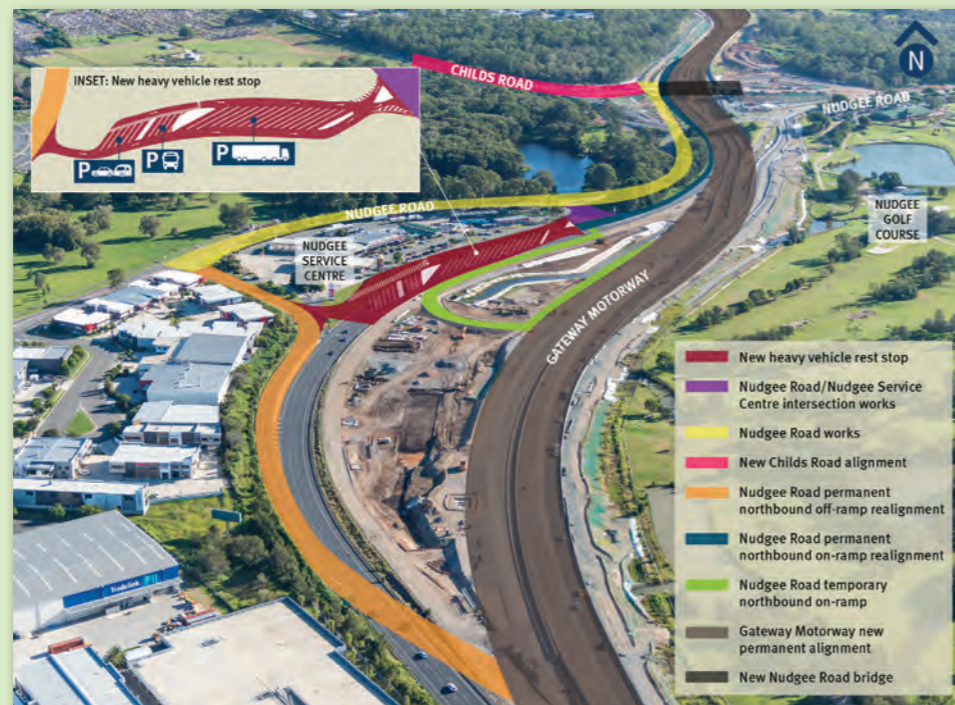 N
CHILDS ROAD
INSET: New heavy vehicle rest stop
P
P
P
NUDGEE ROAD
NUDGEE ROAD
NUDGEE
GOLF
COURSE
NUDGEE
SERVICE
CENTRE
GATEWAY MOTORWAY
New heavy vehicle rest stop
Nudgee Road/Nudgee Service
Centre intersection works
Nudgee Road works
New Childs Road alignment
Nudgee Road permanent
northbound off-ramp realignment
Nudgee Road permanent
northbound on-ramp realignment
Nudgee Road temporary
northbound on-ramp
Gateway Motorway new
permanent alignment
New Nudgee Road bridge
Tradelink